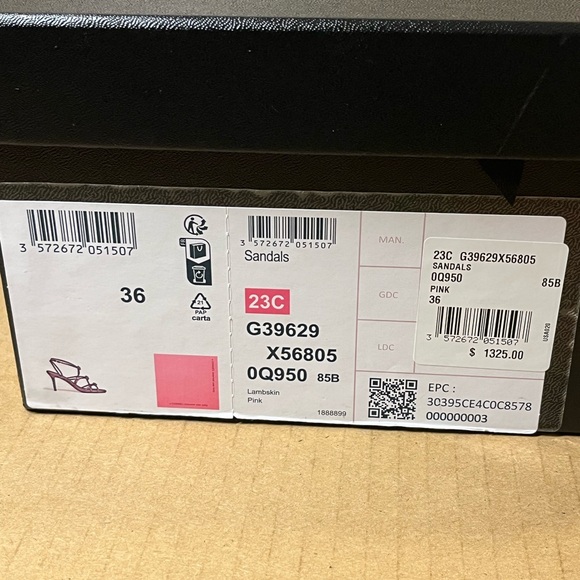 3 572672 051507
36
21
PAP
carta
3 572672 051507
Sandals
23C
G39629
X56805
0Q950 85B
Lambskin
Pink
1888899
MAN.
GDC
LDC
EPC :
30395CE4C0C8578
000000003
23C G39629X56805
SANDALS
0Q950 85B
PINK
36
3 572672 051507
USA026
$ 1325.00